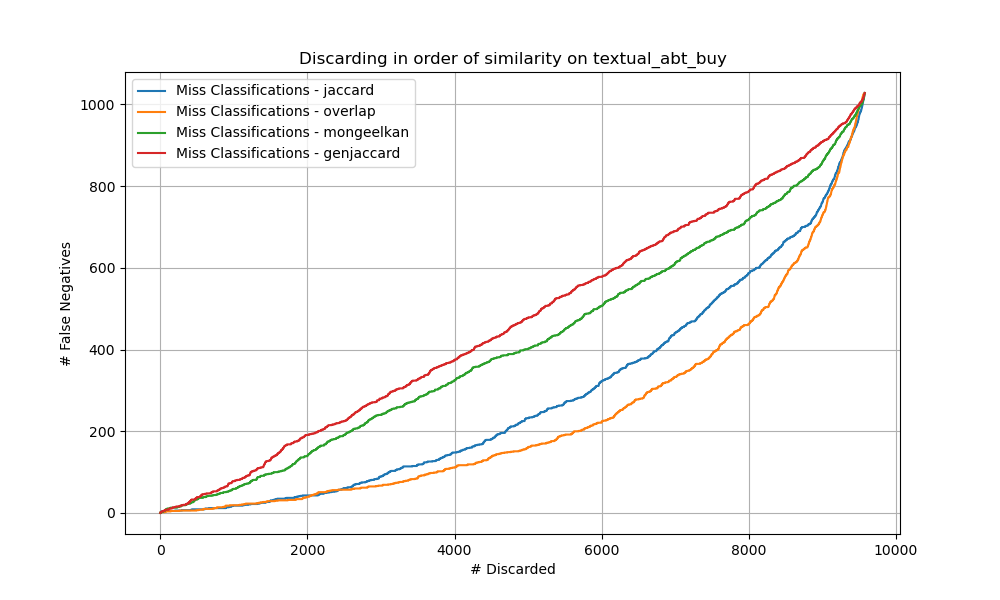 Discarding in order of similarity on textual_abt_buy
Miss Classifications - jaccard
Miss Classifications - overlap
Miss Classifications - mongeelkan
Miss Classifications - genjaccard
# False Negatives
1000
800
600
400
200
0
0 2000 4000 6000 8000 10000
# Discarded